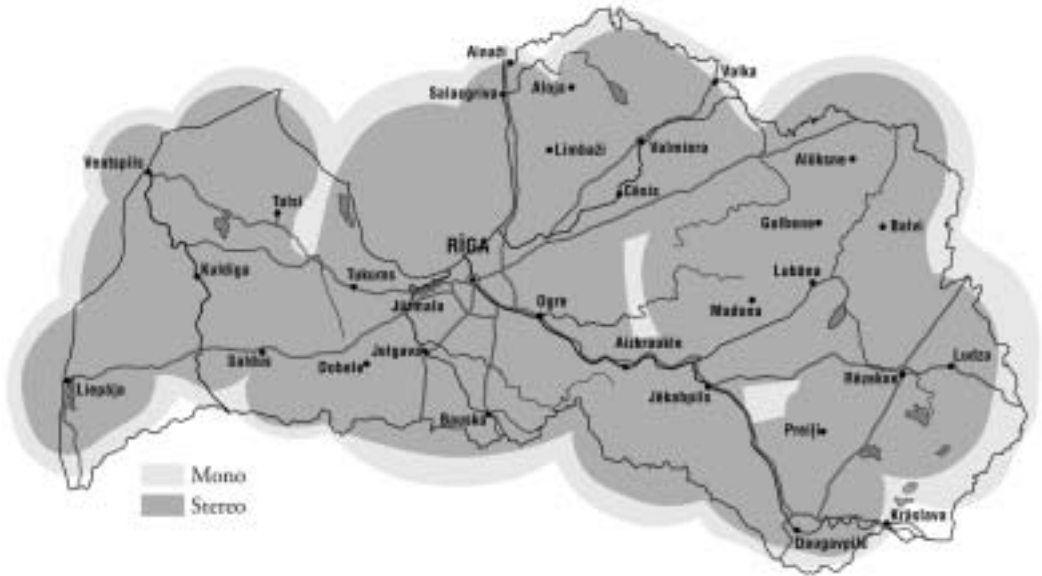 Ainaži
Salacgrīva
Aloja
Valka
Limbaži
Valmiera
Alūksne
Ventspils
Cēsis
Talsi
Gulbene
Balvi
RĪGA
Kuldīga
Tukums
Lubāna
Jūrmala
Ogre
Madona
Jelgava
Aizkraukle
Saldus
Dobele
Ludza
Liepāja
Jēkabpils
Rēzekne
Bauska
Preiļi
Mono
Stereo
Krāslava
Daugavpils